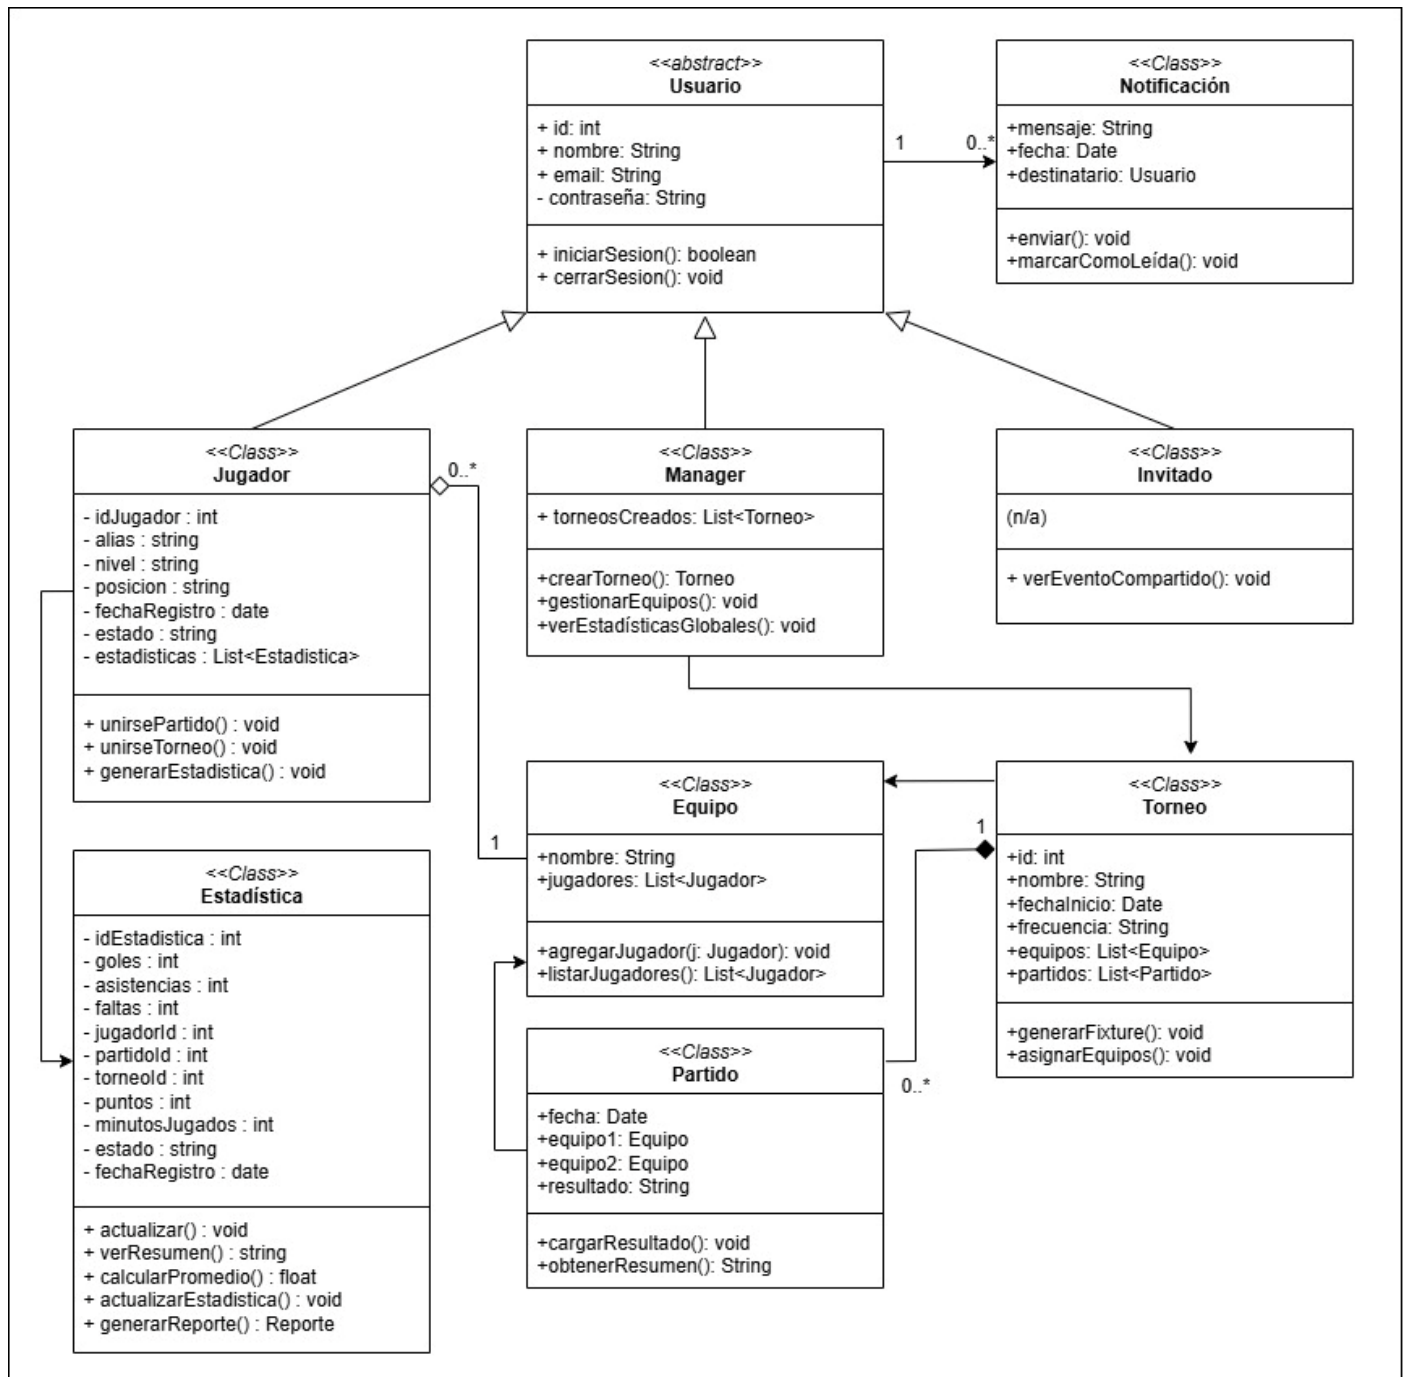 <<abstract>>
Usuario
+ id: int
+ nombre: String
+ email: String
- contraseña: String
+ iniciarSesion(): boolean
+ cerrarSesion(): void
1
0..*
<<Class>>
Notificación
+mensaje: String
+fecha: Date
+destinatario: Usuario
+enviar(): void
+marcarComoLeída(): void
<<Class>>
Jugador
- idJugador : int
- alias : string
- nivel : string
- posicion : string
- fechaRegistro : date
- estado : string
- estadisticas : List<Estadistica>
+ unirsePartido() : void
+ unirseTorneo() : void
+ generarEstadistica() : void
0..*
1
<<Class>>
Manager
+ torneosCreados: List<Torneo>
+crearTorneo(): Torneo
+gestionarEquipos(): void
+verEstadísticasGlobales(): void
<<Class>>
Invitado
(n/a)
+ verEventoCompartido(): void
<<Class>>
Estadística
- idEstadistica : int
- goles : int
- asistencias : int
- faltas : int
- jugadorId : int
- partidoId : int
- torneoId : int
- puntos : int
- minutosJugados : int
- estado : string
- fechaRegistro : date
+ actualizar() : void
+ verResumen() : string
+ calcularPromedio() : float
+ actualizarEstadistica() : void
+ generarReporte() : Reporte
<<Class>>
Equipo
+nombre: String
+jugadores: List<Jugador>
+agregarJugador(j: Jugador): void
+listarJugadores(): List<Jugador>
1
0..*
<<Class>>
Torneo
+id: int
+nombre: String
+fechaInicio: Date
+frecuencia: String
+equipos: List<Equipo>
+partidos: List<Partido>
+generarFixture(): void
+asignarEquipos(): void
<<Class>>
Partido
+fecha: Date
+equipo1: Equipo
+equipo2: Equipo
+resultado: String
+cargarResultado(): void
+obtenerResumen(): String